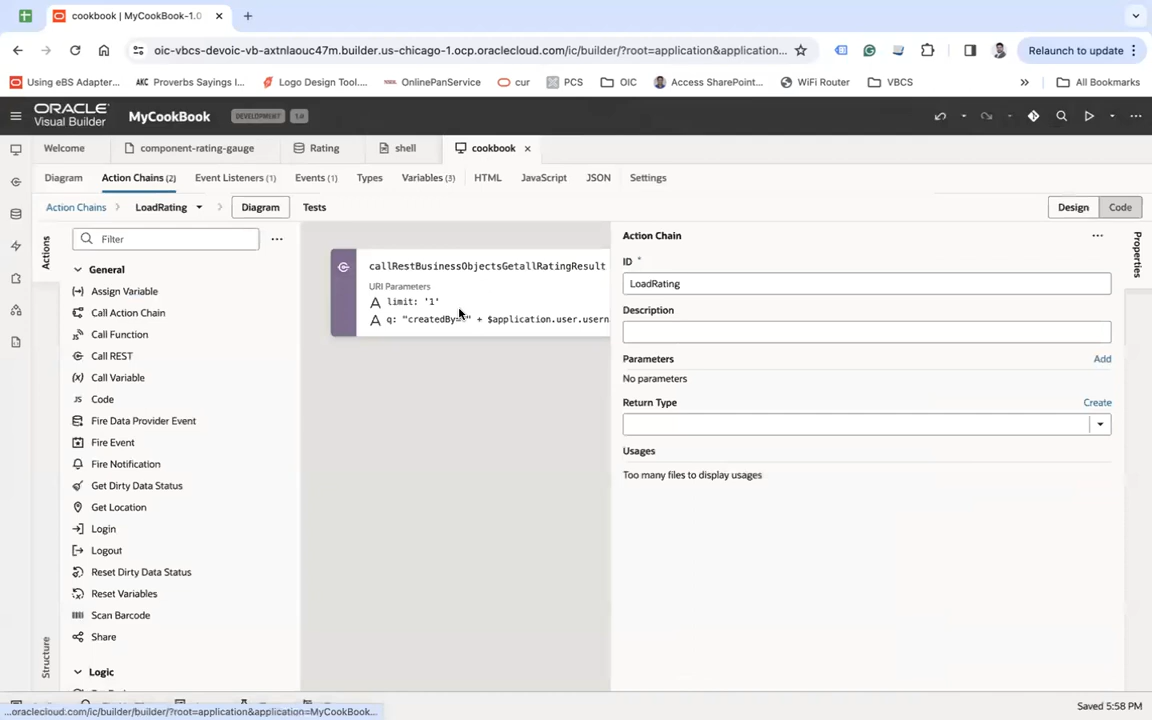 cookbook | MyCookBook-1.0
oic-vbcs-devoic-vb-axtnlaouc47m.builder.us-chicago-1.ocp.oraclecloud.com/ic/builder/?root=application&application...
Relaunch to update
Using eBS Adapter...
AKC Proverbs Sayings I...
Logo Design Tool....
OnlinePanService
cur
PCS
OIC
Access SharePoint...
WiFi Router
VBCS
»
All Bookmarks
ORACLE
Visual Builder
MyCookBook
DEVELOPMENT
1.0
Welcome
component-rating-gauge
Rating
shell
cookbook
Diagram
Action Chains (2)
Event Listeners (1)
Events (1)
Types
Variables (3)
HTML
JavaScript
JSON
Settings
Action Chains
LoadRating
Diagram
Tests
Design
Code
Actions
Structure
Filter
General
Assign Variable
Call Action Chain
Call Function
Call REST
Call Variable
Code
Fire Data Provider Event
Fire Event
Fire Notification
Get Dirty Data Status
Get Location
Login
Logout
Reset Dirty Data Status
Reset Variables
Scan Barcode
Share
Logic
callRestBusinessObjectsGetallRatingResult
URI Parameters
limit: '1'
q: "createdBy='" + $application.user.usern
Action Chain
ID *
LoadRating
Description
Parameters
Add
No parameters
Return Type
Create
Usages
Too many files to display usages
Properties
...oraclecloud.com/ic/builder/builder/?root=application&application=MyCookBook...
Saved 5:58 PM